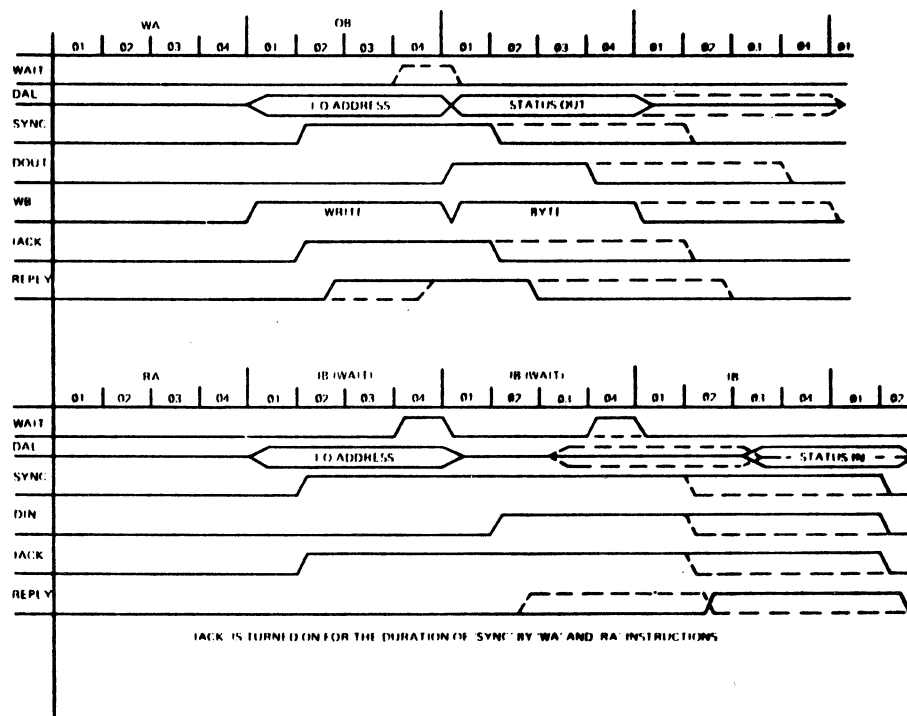 WA OB
01 02 03 04 01 02 03 04 01 02 03 04 01 02 03 04 01
WAIT
DAL I O ADDRESS STATUS OUT
SYNC
DOUT
WB WRITE BYTE
IACK
REPLY
RA IB (WAIT) IB (WAIT) IB
01 02 03 04 01 02 03 04 01 02 03 04 01 02 03 04 01 02
WAIT
DAL I O ADDRESS STATUS IN
SYNC
DIN
IACK
REPLY
IACK IS TURNED ON FOR THE DURATION OF 'SYNC' BY 'WA' AND 'RA' INSTRUCTIONS